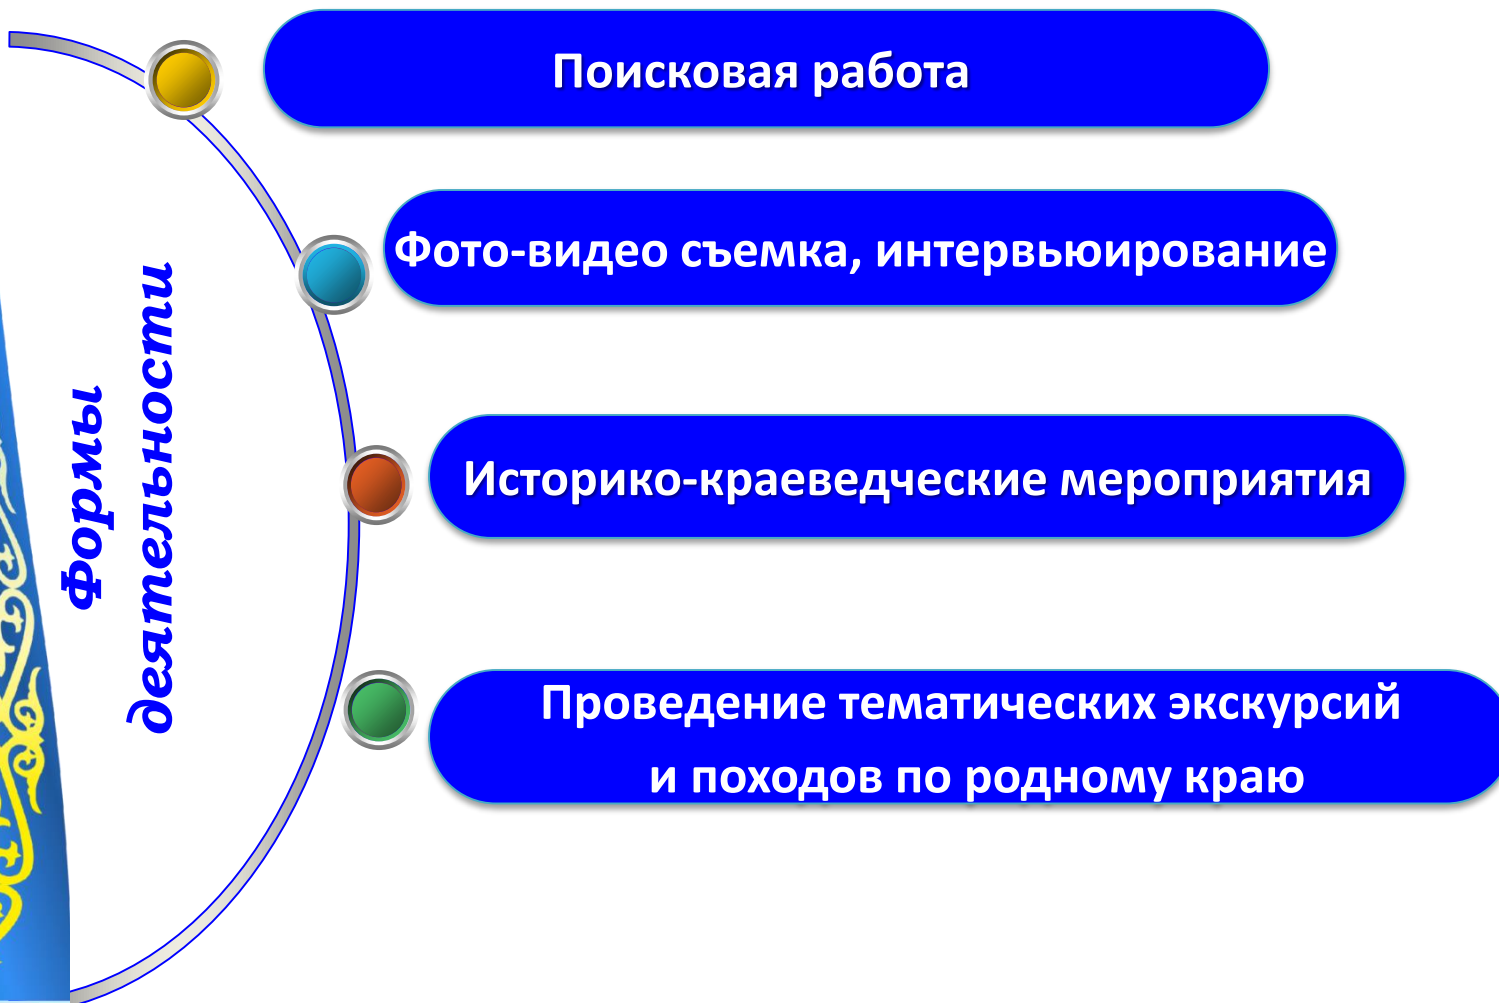 Формы
деятельности
Поисковая работа
Фото-видео съемка, интервьюирование
Историко-краеведческие мероприятия
Проведение тематических экскурсий
и походов по родному краю